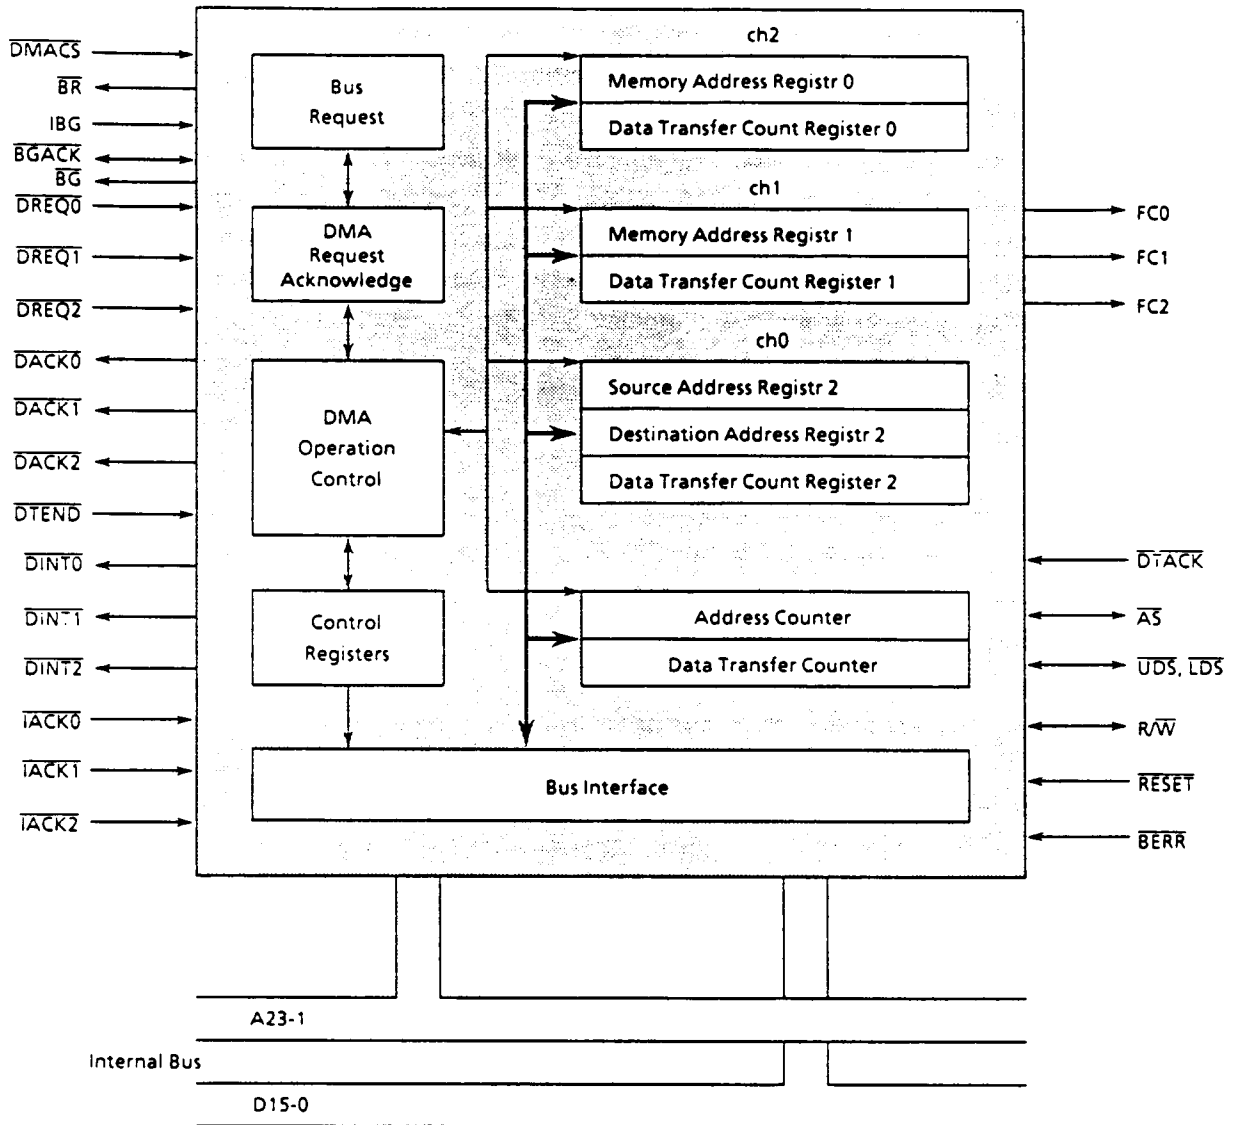 DMACS
BR
IBG
BGACK
BG
DREQ0
DREQ1
DREQ2
DACK0
DACK1
DACK2
DTEND
DINT0
DINT1
DINT2
IACK0
IACK1
IACK2
Bus
Request
DMA
Request
Acknowledge
DMA
Operation
Control
Control
Registers
ch2
Memory Address Registr 0
Data Transfer Count Register 0
ch1
Memory Address Registr 1
Data Transfer Count Register 1
ch0
Source Address Registr 2
Destination Address Registr 2
Data Transfer Count Register 2
Address Counter
Data Transfer Counter
Bus Interface
FC0
FC1
FC2
DTACK
AS
UDS, LDS
R/W
RESET
BERR
A23-1
Internal Bus
D15-0